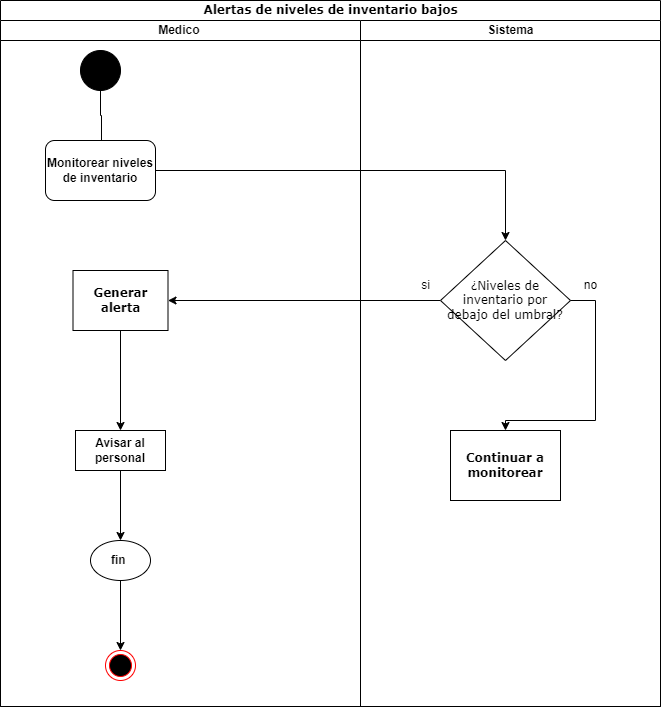 Alertas de niveles de inventario bajos
Medico
Sistema
Monitorear niveles
de inventario
Generar
alerta
si
¿Niveles de
inventario por
debajo del umbral?
no
Avisar al
personal
Continuar a
monitorear
fin